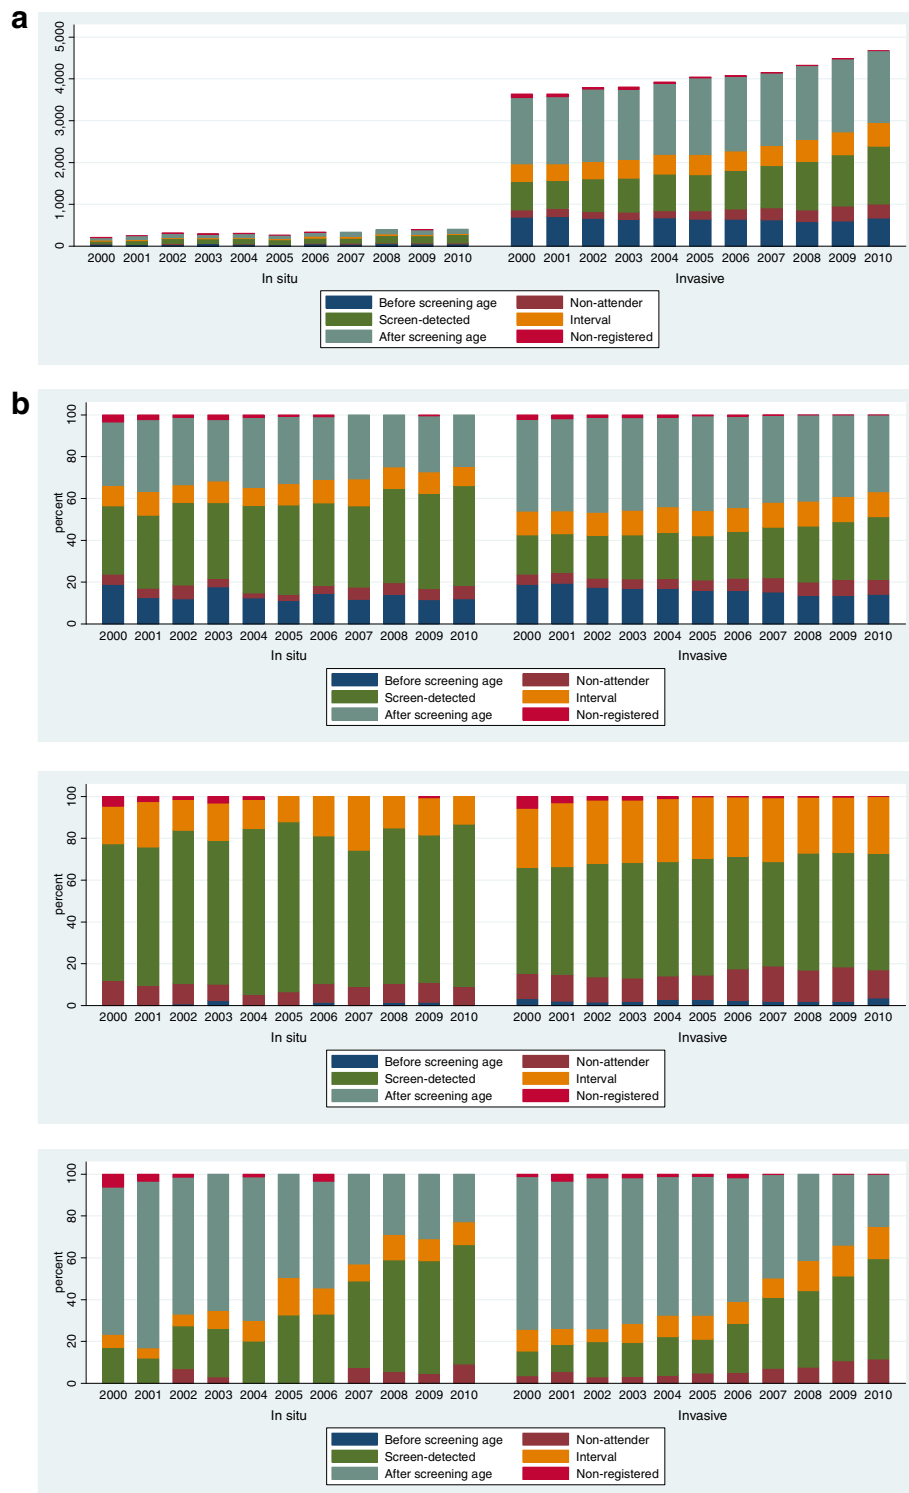 a
5,000
4,000
3,000
2,000
1,000
0
2000 2001 2002 2003 2004 2005 2006 2007 2008 2009 2010 2000 2001 2002 2003 2004 2005 2006 2007 2008 2009 2010
In situ Invasive
Before screening age Non-attender
Screen-detected Interval
After screening age Non-registered
b
percent
100
80
60
40
20
0
2000 2001 2002 2003 2004 2005 2006 2007 2008 2009 2010 2000 2001 2002 2003 2004 2005 2006 2007 2008 2009 2010
In situ Invasive
Before screening age Non-attender
Screen-detected Interval
After screening age Non-registered
percent
100
80
60
40
20
0
2000 2001 2002 2003 2004 2005 2006 2007 2008 2009 2010 2000 2001 2002 2003 2004 2005 2006 2007 2008 2009 2010
In situ Invasive
Before screening age Non-attender
Screen-detected Interval
After screening age Non-registered
percent
100
80
60
40
20
0
2000 2001 2002 2003 2004 2005 2006 2007 2008 2009 2010 2000 2001 2002 2003 2004 2005 2006 2007 2008 2009 2010
In situ Invasive
Before screening age Non-attender
Screen-detected Interval
After screening age Non-registered